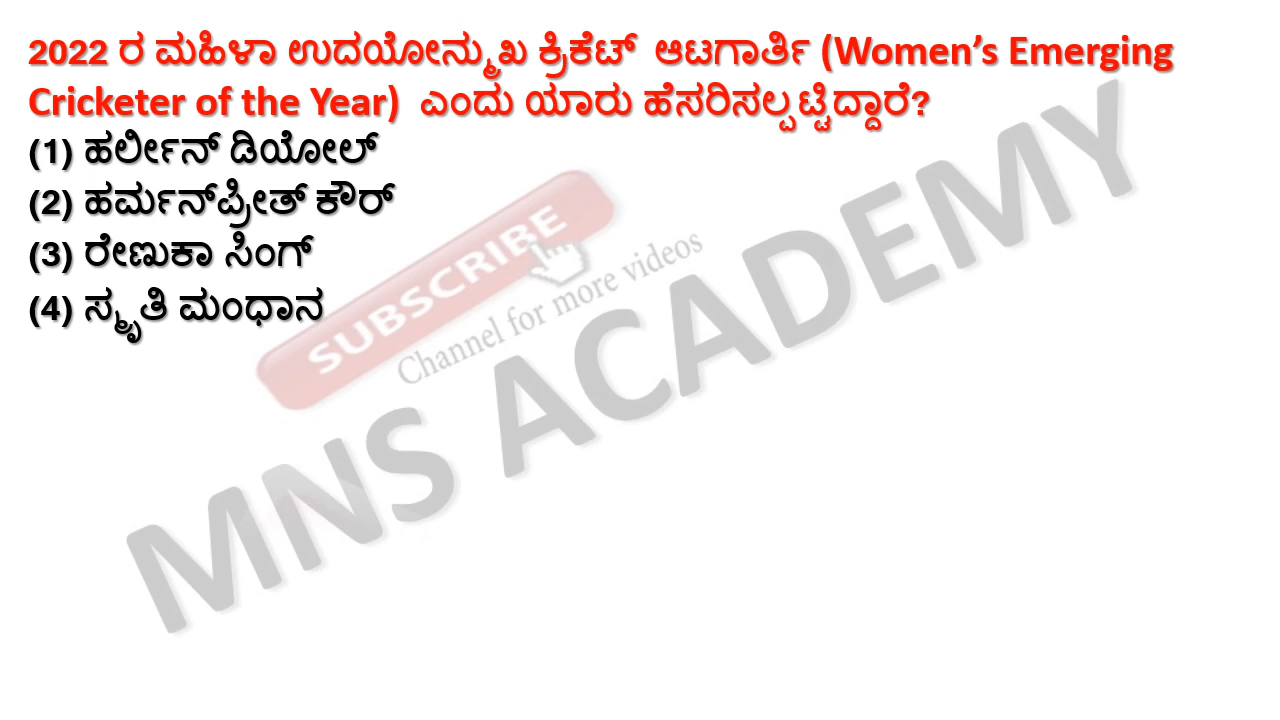 2022 ರ ಮಹಿಳಾ ಉದಯೋನ್ಮುಖ ಕ್ರಿಕೆಟ್ ಆಟಗಾರ್ತಿ (Women’s Emerging
Cricketer of the Year) ಎಂದು ಯಾರು ಹೆಸರಿಸಲ್ಪಟ್ಟಿದ್ದಾರೆ?
(1) ಹರ್ಲೀನ್ ಡಿಯೋಲ್
(2) ಹರ್ಮನ್‌ಪ್ರೀತ್ ಕೌರ್
(3) ರೇಣುಕಾ ಸಿಂಗ್
(4) ಸ್ಮೃತಿ ಮಂಧಾನ
SUBSCRIBE
Channel for more videos
MNS ACADEMY